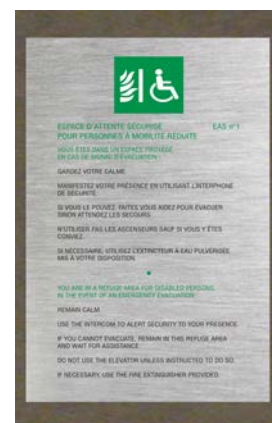 ESPACE D'ATTENTE SÉCURISÉ EAS n°1
POUR PERSONNES À MOBILITÉ RÉDUITE
VOUS ÊTES DANS UN ESPACE PROTÉGÉ
EN CAS DE SIGNAL D'ÉVACUATION :
GARDEZ VOTRE CALME
MANIFESTEZ VOTRE PRÉSENCE EN UTILISANT L'INTERPHONE
DE SÉCURITÉ
SI VOUS LE POUVEZ, FAITES VOUS AIDEZ POUR ÉVACUER
SINON ATTENDEZ LES SECOURS
N'UTILISER PAS LES ASCENSEURS SAUF SI VOUS Y ÊTES
CONVIEZ
SI NÉCESSAIRE, UTILISEZ L'EXTINCTEUR À EAU PULVÉRISÉE
MIS À VOTRE DISPOSITION
YOU ARE IN A REFUGE AREA FOR DISABLED PERSONS.
IN THE EVENT OF AN EMERGENCY EVACUATION
REMAIN CALM
USE THE INTERCOM TO ALERT SECURITY TO YOUR PRESENCE
IF YOU CANNOT EVACUATE, REMAIN IN THIS REFUGE AREA
AND WAIT FOR ASSISTANCE
DO NOT USE THE ELEVATOR UNLESS INSTRUCTED TO DO SO.
IF NECESSARY, USE THE FIRE EXTINGUISHER PROVIDED.